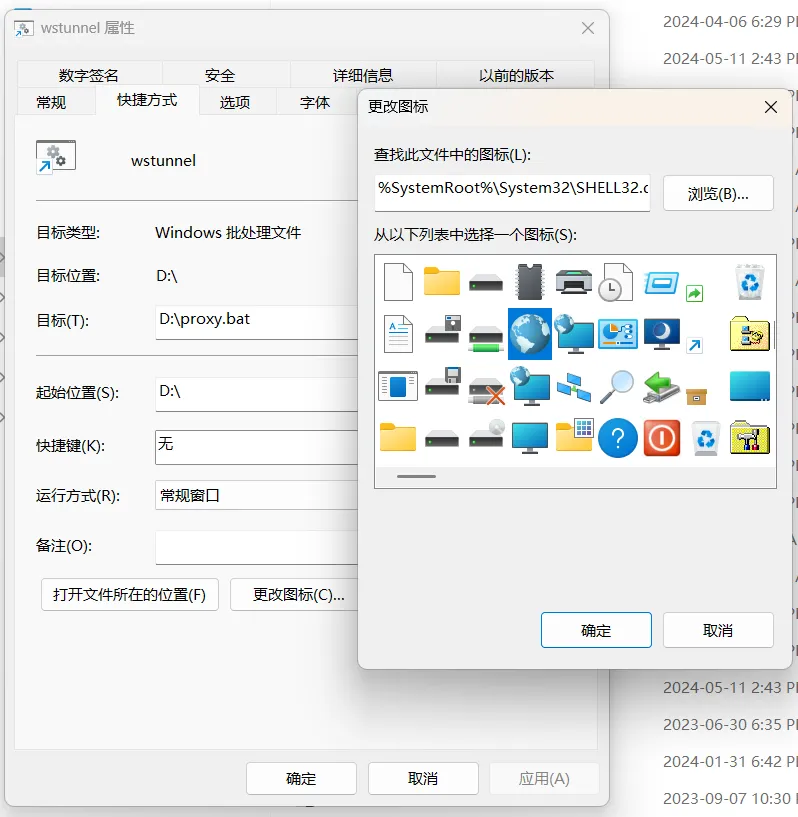 wstunnel 属性
数字签名 安全 详细信息 以前的版本
常规 快捷方式 选项 字体
wstunnel
目标类型: Windows 批处理文件
目标位置: D:\
目标(T): D:\proxy.bat
起始位置(S): D:\
快捷键(K): 无
运行方式(R): 常规窗口
备注(O):
打开文件所在的位置(F) 更改图标(C)...
确定 取消 应用(A)
更改图标
查找此文件中的图标(L):
%SystemRoot%\System32\SHELL32.d
浏览(B)...
从以下列表中选择一个图标(S):
确定 取消
2024-04-06 6:29 P
2024-05-11 2:43 P
2024-05-11 2:43 P
2023-06-30 6:35 P
2024-01-31 6:42 P
2023-09-07 10:30